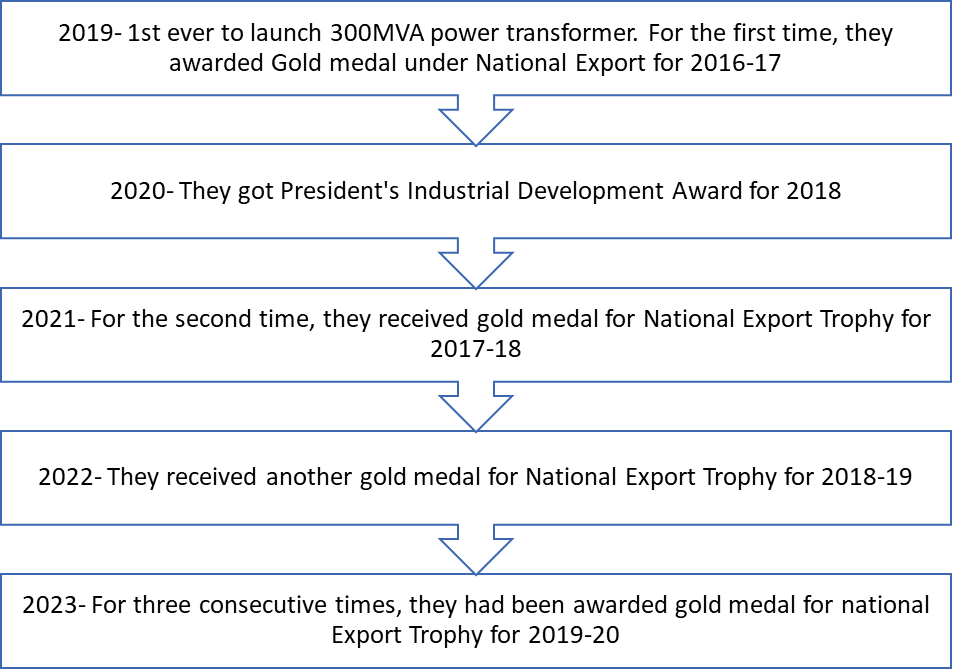 2019- 1st ever to launch 300MVA power transformer. For the first time, they
awarded Gold medal under National Export for 2016-17
2020- They got President's Industrial Development Award for 2018
2021- For the second time, they received gold medal for National Export Trophy for
2017-18
2022- They received another gold medal for National Export Trophy for 2018-19
2023- For three consecutive times, they had been awarded gold medal for national
Export Trophy for 2019-20